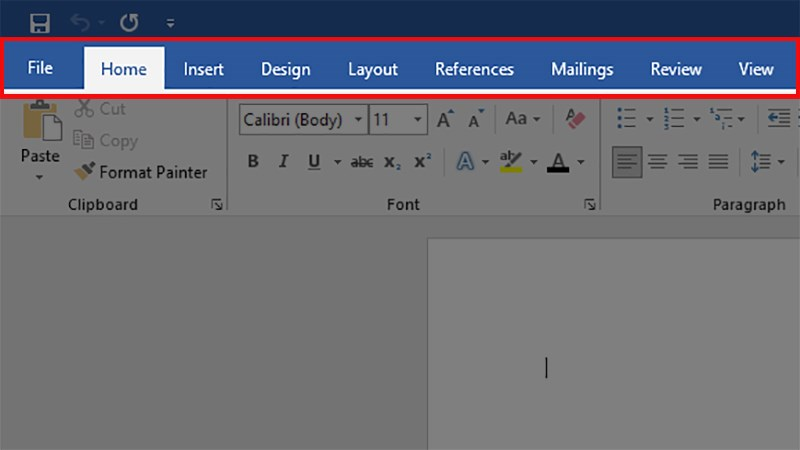 File Home Insert Design Layout References Mailings Review View
Cut
Calibri (Body) 11 Aa
Copy
Paste
B I U abc X₂ X² A aby A
Format Painter
Clipboard Font Paragraph